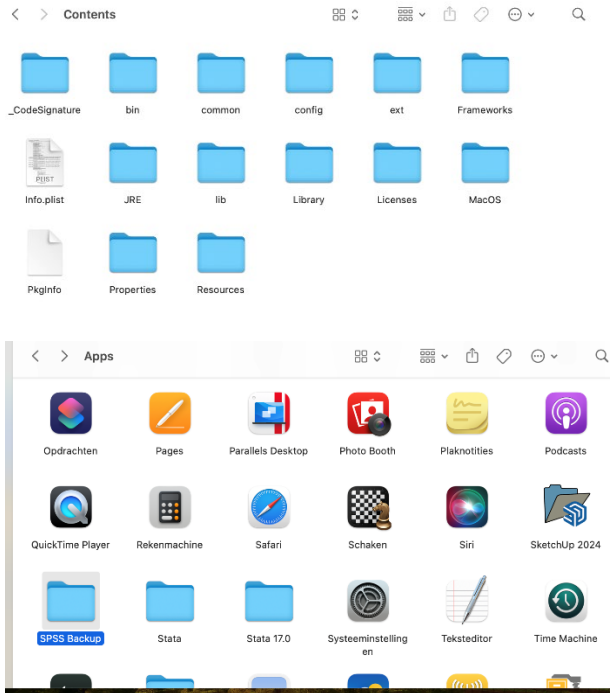 Contents
_CodeSignature
bin
common
config
ext
Frameworks
PLIST
Info.plist
JRE
lib
Library
Licenses
MacOS
PkgInfo
Properties
Resources
Apps
Opdrachten
Pages
Parallels Desktop
Photo Booth
Plaknotities
Podcasts
QuickTime Player
Rekenmachine
Safari
Schaken
Siri
SketchUp 2024
SPSS Backup
Stata
Stata 17.0
Systeeminstelling
en
Teksteditor
Time Machine